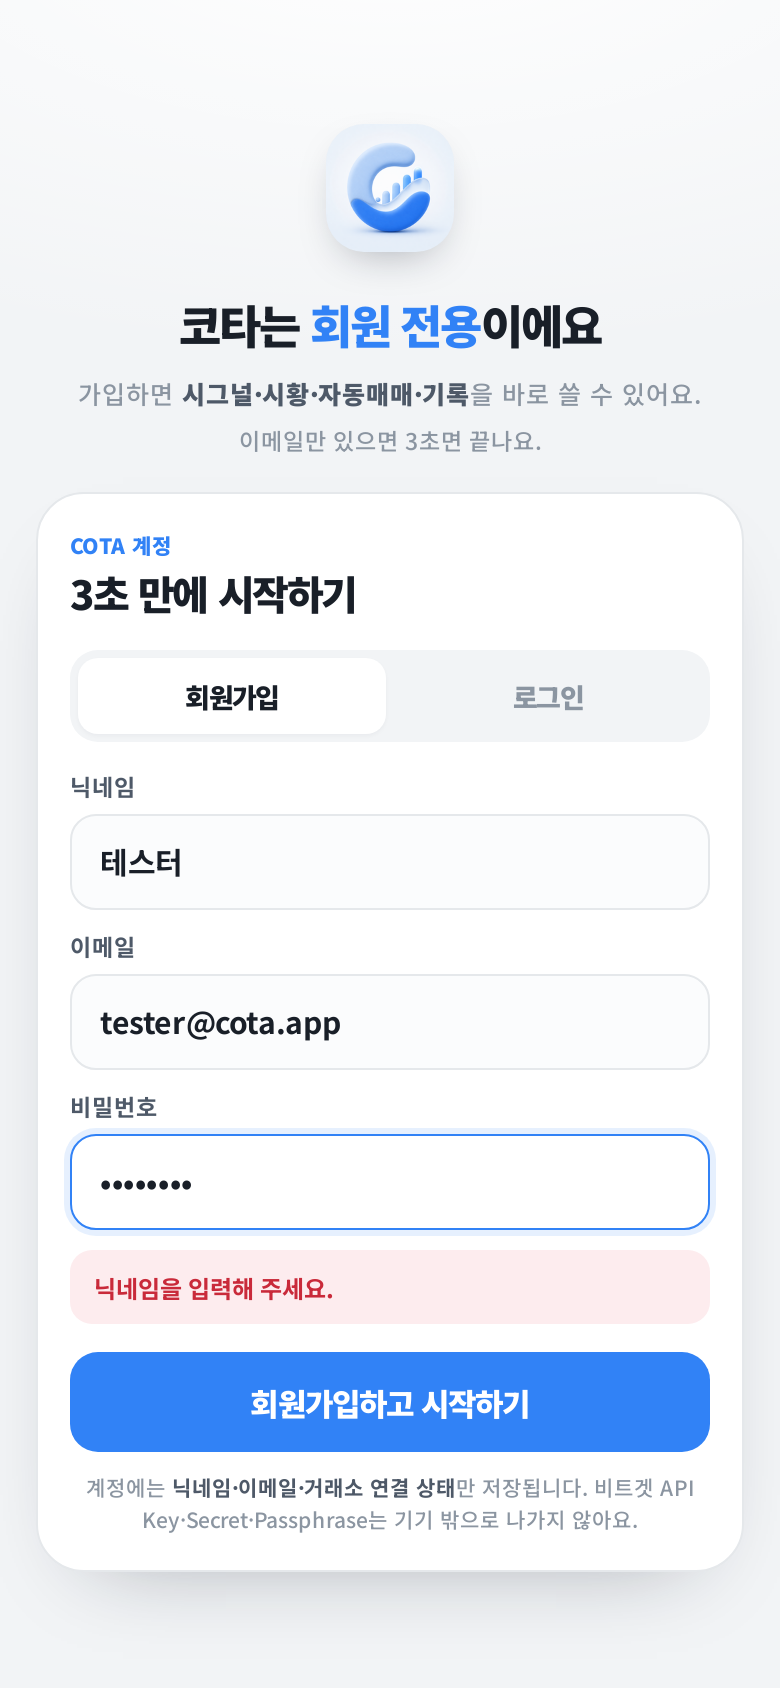 코타는 회원 전용이에요
가입하면 시그널·시황·자동매매·기록을 바로 쓸 수 있어요.
이메일만 있으면 3초면 끝나요.
COTA 계정
3초 만에 시작하기
회원가입
로그인
닉네임
테스터
이메일
tester@cota.app
비밀번호
••••••••
닉네임을 입력해 주세요.
회원가입하고 시작하기
계정에는 닉네임·이메일·거래소 연결 상태만 저장됩니다. 비트겟 API
Key·Secret·Passphrase는 기기 밖으로 나가지 않아요.